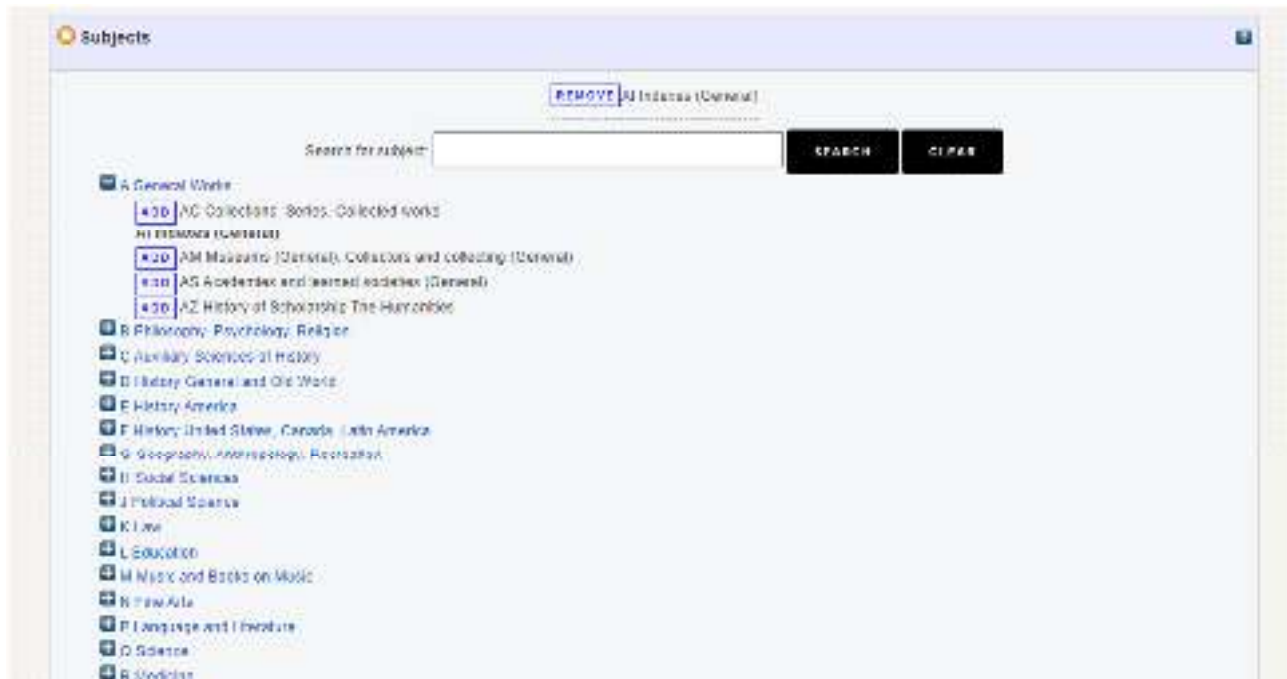 Subjects
REMOVE AI Indexes (General)
Search for subject: SEARCH CLEAR
A General Works
ADD AC Collections. Series. Collected works
AI Indexes (General)
ADD AM Museums (General). Collectors and collecting (General)
ADD AS Academies and learned societies (General)
ADD AZ History of Scholarship The Humanities
B Philosophy. Psychology. Religion
C Auxiliary Sciences of History
D History General and Old World
E History America
F History United States, Canada, Latin America
G Geography. Anthropology. Recreation
H Social Sciences
J Political Science
K Law
L Education
M Music and Books on Music
N Fine Arts
P Language and Literature
Q Science
R Medicine